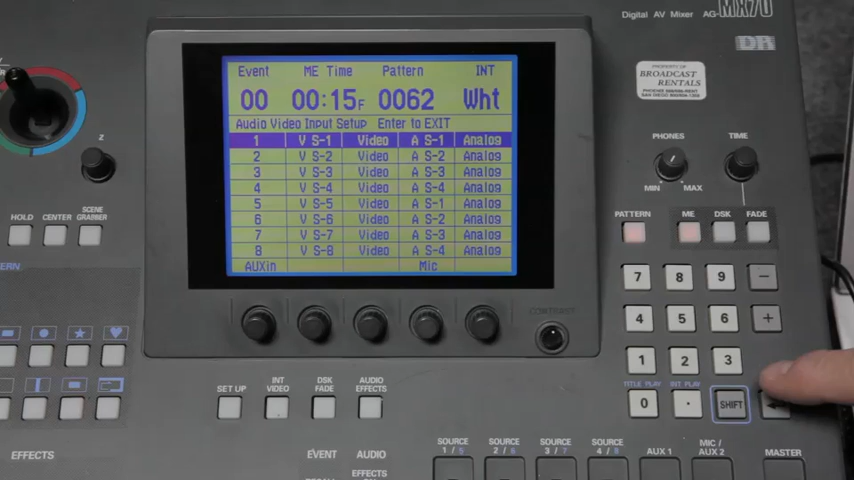 Digital AV Mixer AG-MX70
Event ME Time Pattern INT
00 00:15F 0062 Wht
Audio Video Input Setup Enter to EXIT
1 V S-1 Video A S-1 Analog
2 V S-2 Video A S-2 Analog
3 V S-3 Video A S-3 Analog
4 V S-4 Video A S-4 Analog
5 V S-5 Video A S-1 Analog
6 V S-6 Video A S-2 Analog
7 V S-7 Video A S-3 Analog
8 V S-8 Video A S-4 Analog
AUXin Mic
PROPERTY OF
BROADCAST
RENTALS
PHONES TIME
MIN MAX
Z
HOLD CENTER SCENE GRABBER
PATTERN ME DSK FADE
7 8 9 −
4 5 6 +
1 2 3
TITLE PLAY INT PLAY
0 · SHIFT
CONTRAST
SET UP INT VIDEO DSK FADE AUDIO EFFECTS
EFFECTS EVENT AUDIO
EFFECTS
SOURCE 1 / 5 SOURCE 2 / 6 SOURCE 3 / 7 SOURCE 4 / 8 AUX 1 MIC / AUX 2 MASTER